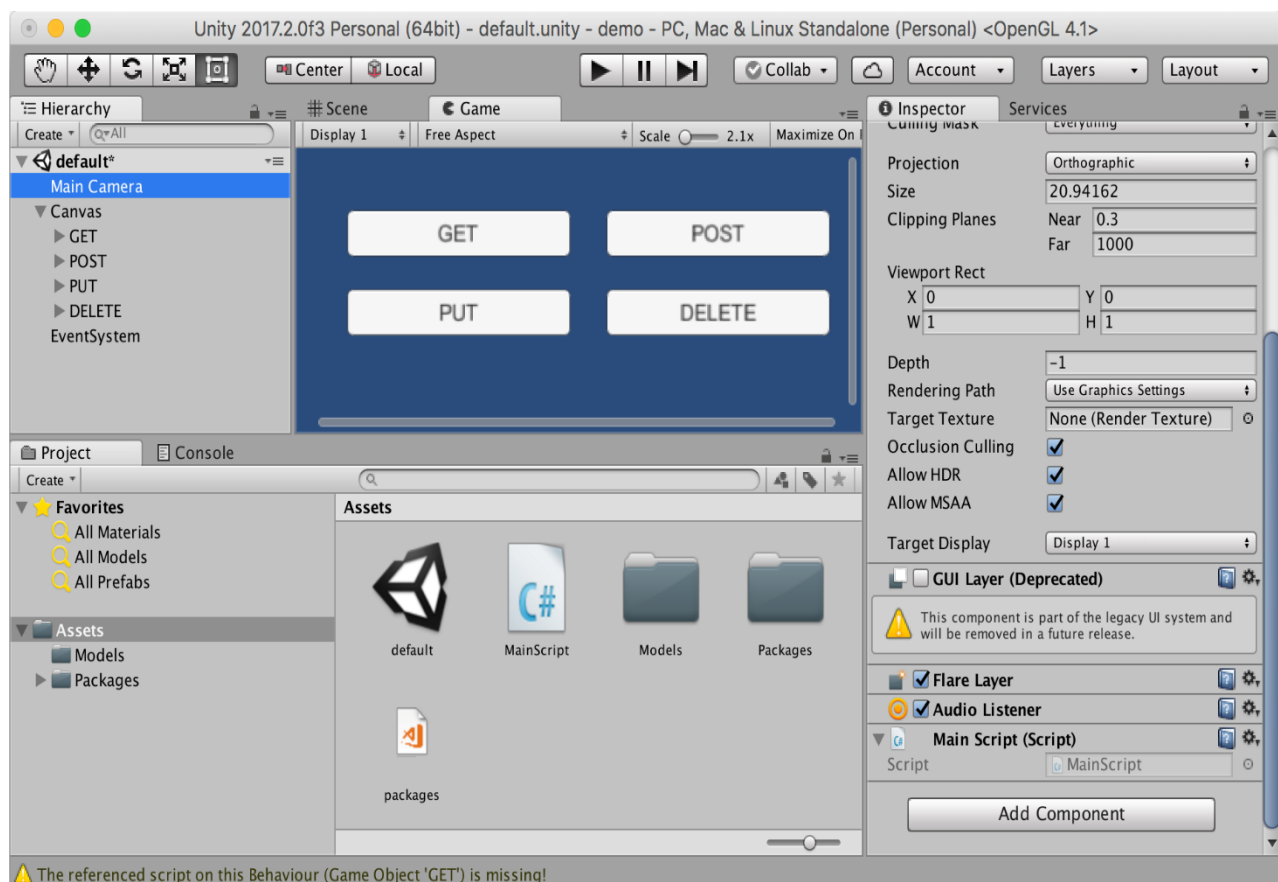 Unity 2017.2.0f3 Personal (64bit) - default.unity - demo - PC, Mac & Linux Standalone (Personal) <OpenGL 4.1>
Center Local Collab Account Layers Layout
Hierarchy
Create All
default*
Main Camera
Canvas
GET
POST
PUT
DELETE
EventSystem
Scene Game
Display 1 Free Aspect Scale 2.1x Maximize On
GET POST
PUT DELETE
Inspector Services
Culling Mask Everything
Projection Orthographic
Size 20.94162
Clipping Planes Near 0.3
Far 1000
Viewport Rect
X 0 Y 0
W 1 H 1
Depth -1
Rendering Path Use Graphics Settings
Target Texture None (Render Texture)
Occlusion Culling
Allow HDR
Allow MSAA
Target Display Display 1
GUI Layer (Deprecated)
This component is part of the legacy UI system and
will be removed in a future release.
Flare Layer
Audio Listener
C# Main Script (Script)
Script MainScript
Add Component
Project Console
Create
Favorites
All Materials
All Models
All Prefabs
Assets
Models
Packages
Assets
C#
default MainScript Models Packages
packages
The referenced script on this Behaviour (Game Object 'GET') is missing!